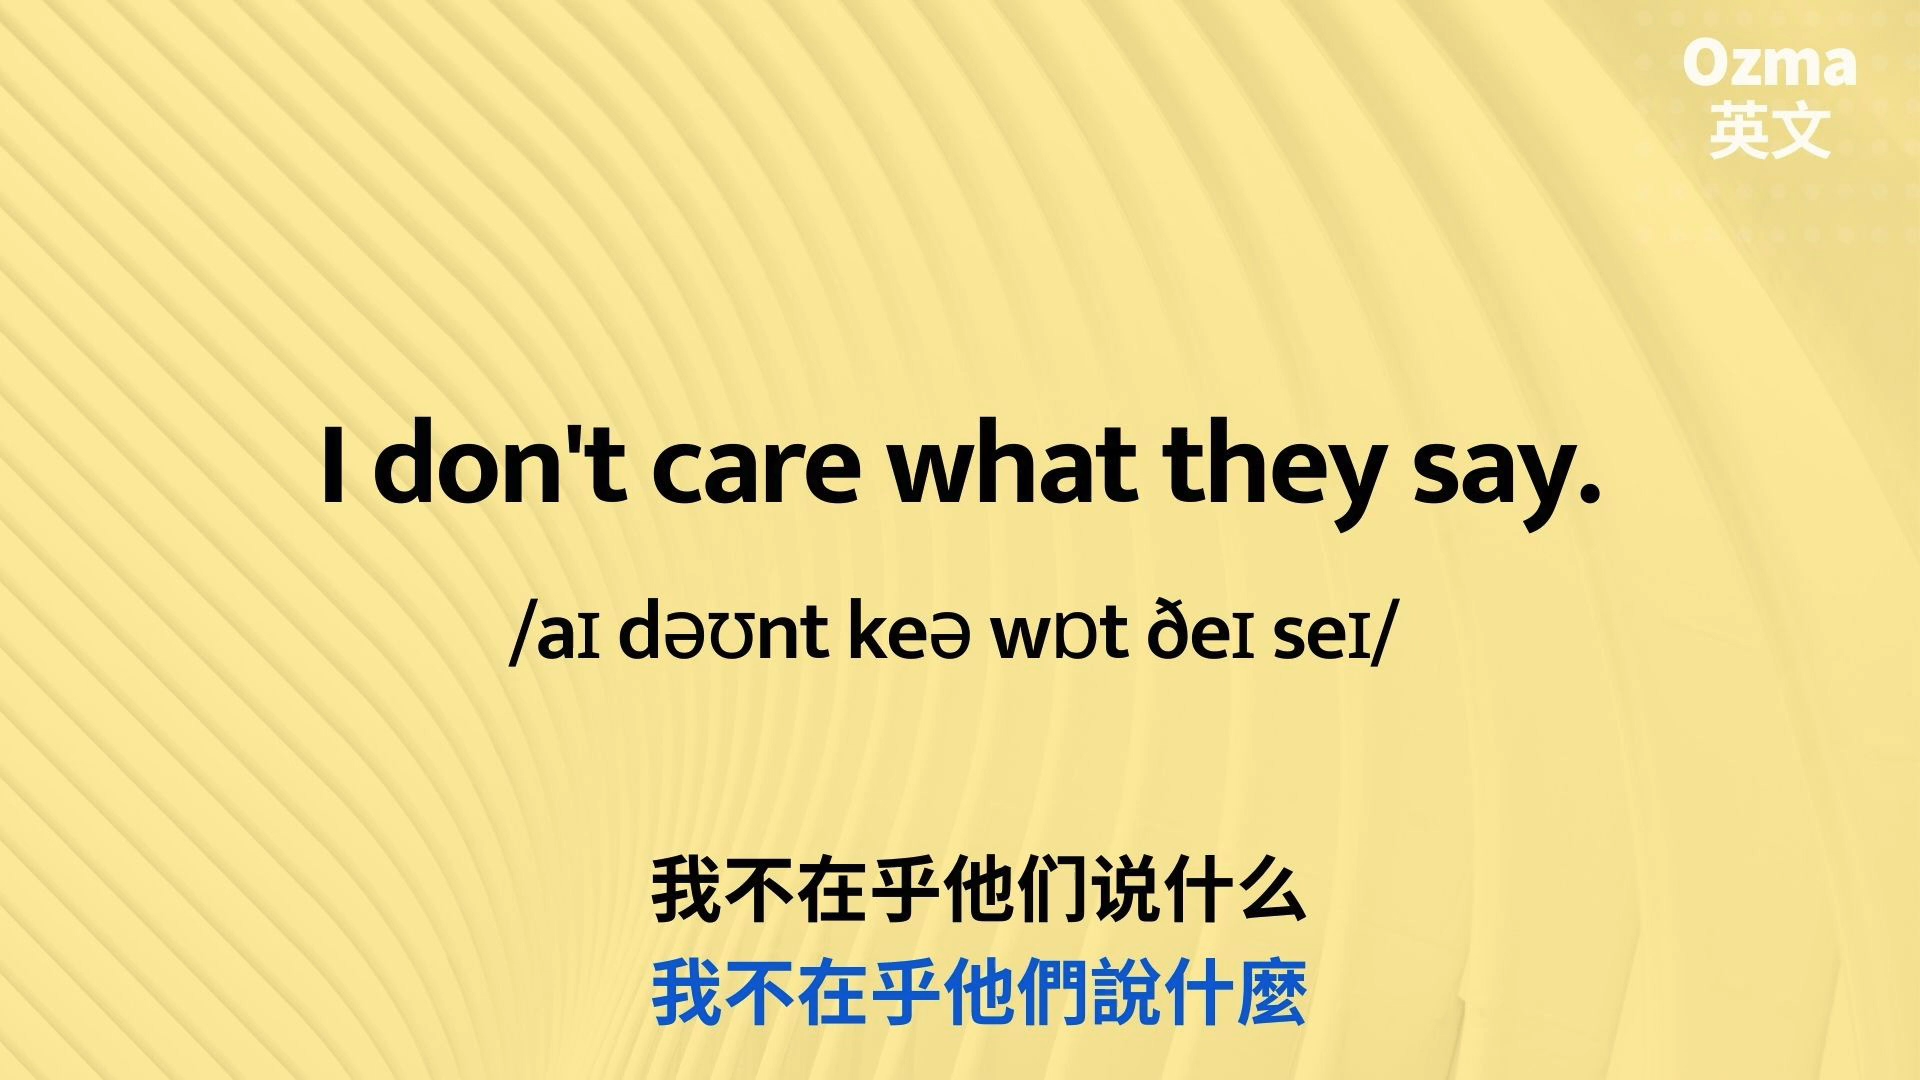 Ozma
英文
I don't care what they say.
/aɪ dəʊnt keə wɒt ðeɪ seɪ/
我不在乎他们说什么
我不在乎他們說什麼